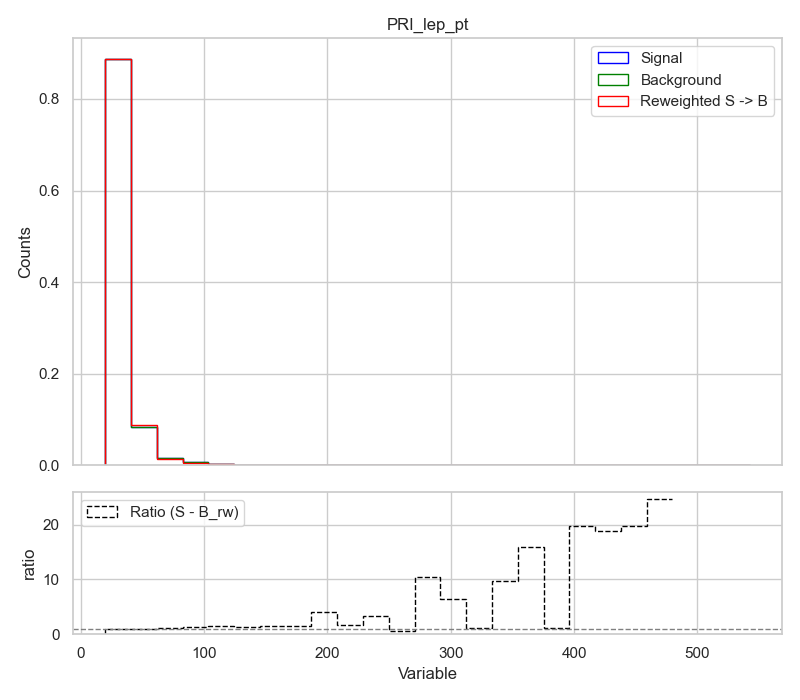 PRI_lep_pt
Signal
Background
Reweighted S -> B
0.8
0.6
0.4
0.2
0.0
Counts
Ratio (S - B_rw)
20
10
0
ratio
0 100 200 300 400 500
Variable